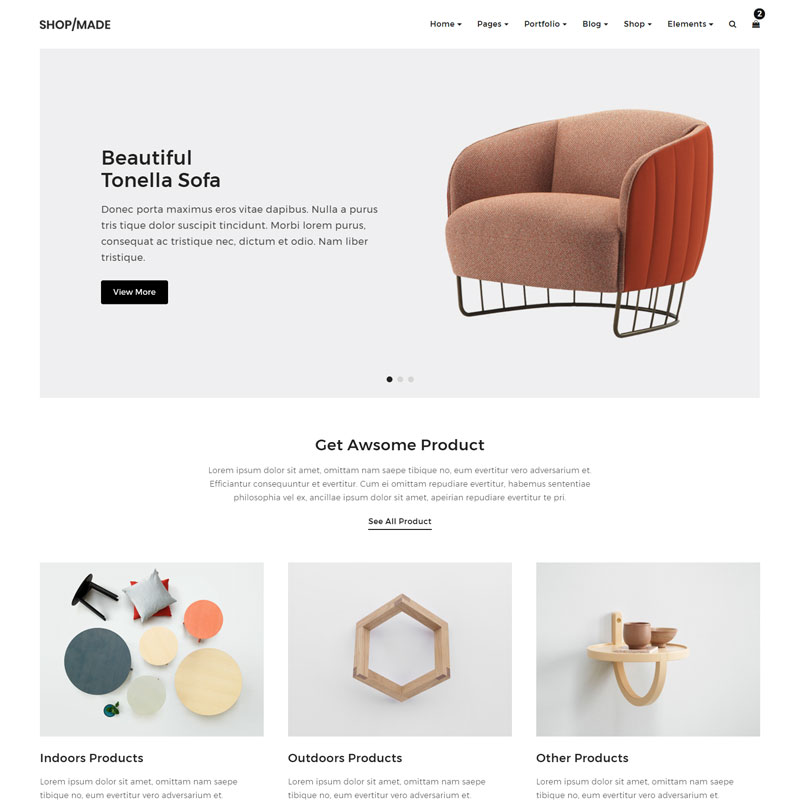 SHOP/MADE
Home Pages Portfolio Blog Shop Elements 2
Beautiful
Tonella Sofa
Donec porta maximus eros vitae dapibus. Nulla a purus
tris tique dolor suscipit tincidunt. Morbi lorem purus,
consequat ac tristique nec, dictum et odio. Nam liber
tristique.
View More
Get Awsome Product
Lorem ipsum dolor sit amet, omittam nam saepe tibique no, eum evertitur vero adversarium et.
Efficiantur consequuntur et evertitur. Cum ei omittam repudiare evertitur, habemus sententiae
philosophia vel ex, ancillae ipsum dolor sit amet, apeirian repudiare evertitur te pri.
See All Product
Indoors Products
Outdoors Products
Other Products
Lorem ipsum dolor sit amet, omittam nam saepe
tibique no, eum evertitur vero adversarium et.
Lorem ipsum dolor sit amet, omittam nam saepe
tibique no, eum evertitur vero adversarium et.
Lorem ipsum dolor sit amet, omittam nam saepe
tibique no, eum evertitur vero adversarium et.